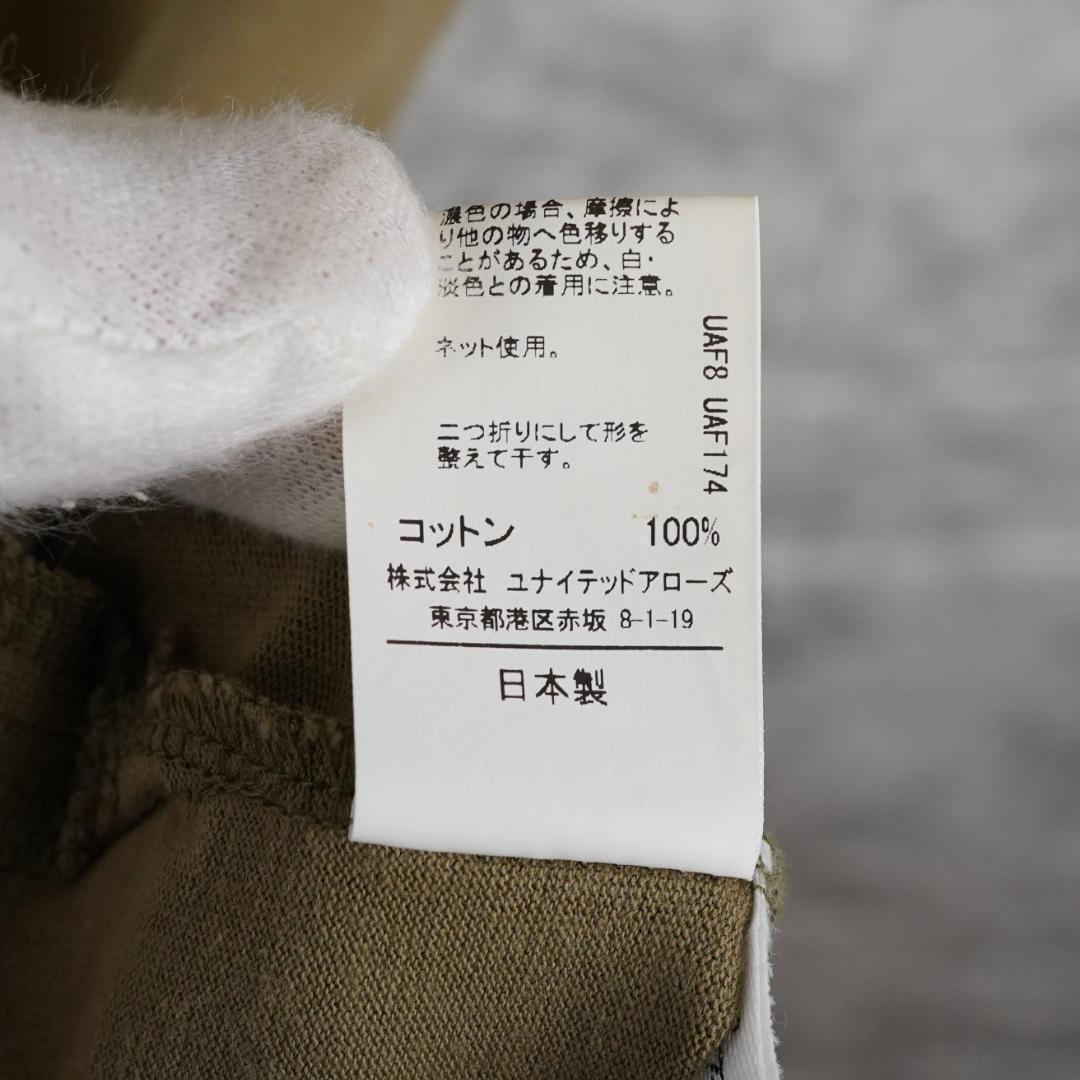 濃色の場合、摩擦によ
り他の物へ色移りする
ことがあるため、白・
淡色との着用に注意。
ネット使用。
二つ折りにして形を
整えて干す。
UAF8 UAF174
コットン 100%
株式会社 ユナイテッドアローズ
東京都港区赤坂 8-1-19
日本製